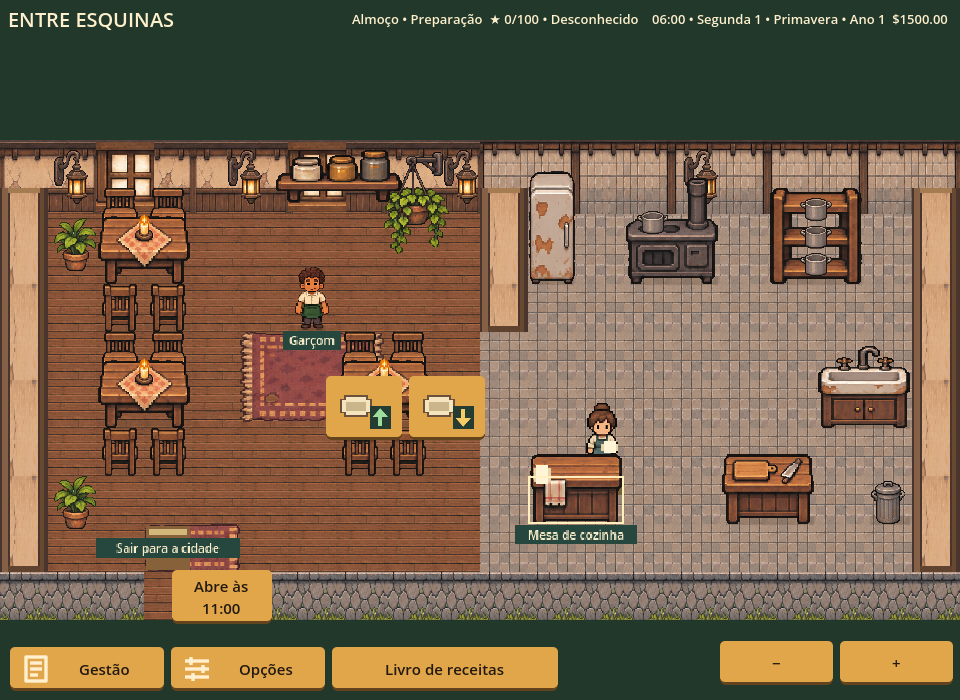 ENTRE ESQUINAS
Almoço • Preparação ★ 0/100 • Desconhecido 06:00 • Segunda 1 • Primavera • Ano 1 $1500.00
Garçom
Mesa de cozinha
Sair para a cidade
Abre às
11:00
Gestão
Opções
Livro de receitas
−
+